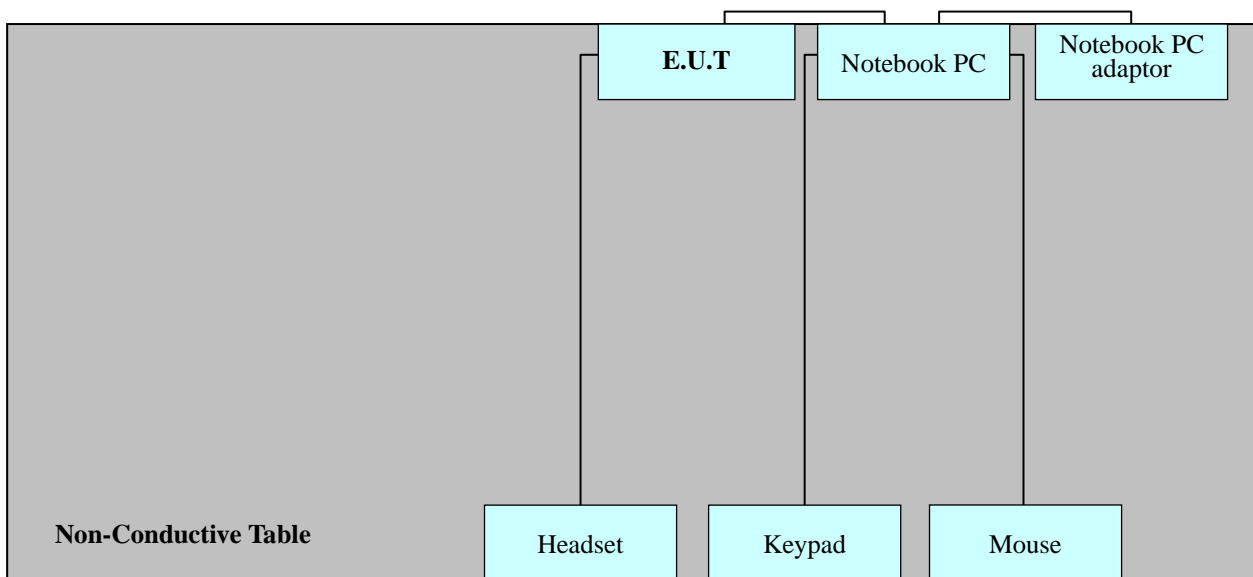 E.U.T
Notebook PC
Notebook PC
adaptor
Non-Conductive Table
Headset
Keypad
Mouse